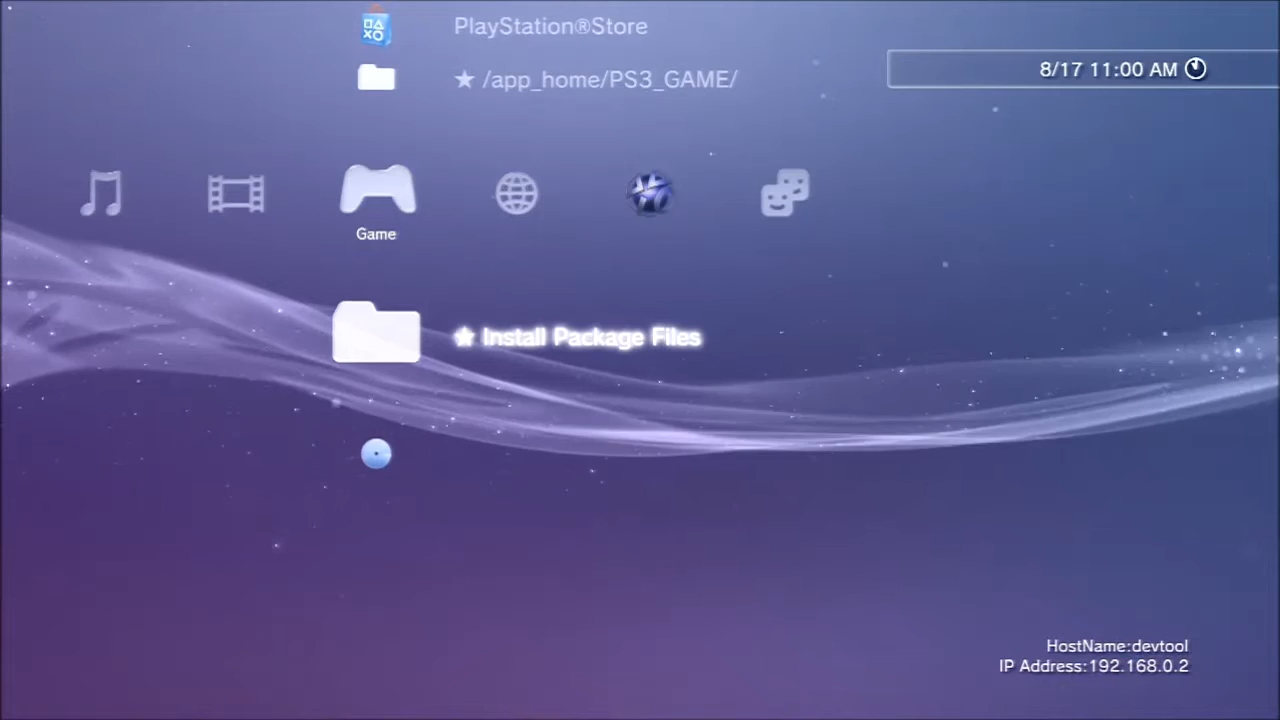 PlayStation®Store
★ /app_home/PS3_GAME/
8/17 11:00 AM
Game
★ Install Package Files
HostName:devtool
IP Address:192.168.0.2